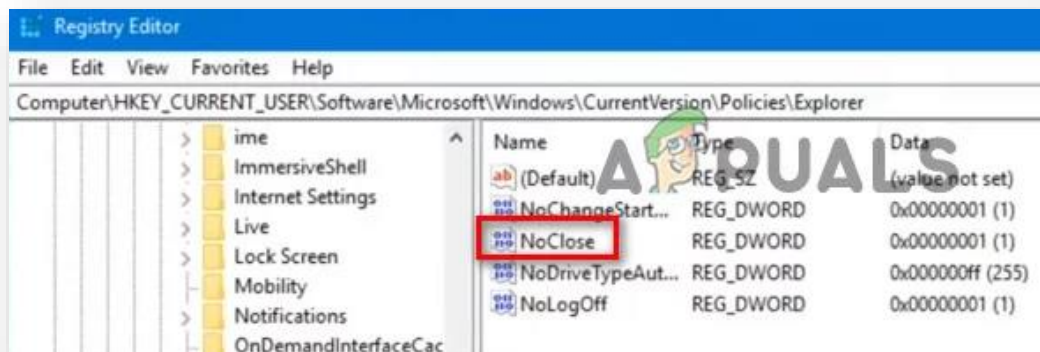 Registry Editor
File Edit View Favorites Help
Computer\HKEY_CURRENT_USER\Software\Microsoft\Windows\CurrentVersion\Policies\Explorer
ime
ImmersiveShell
Internet Settings
Live
Lock Screen
Mobility
Notifications
OnDemandInterfaceCac
Name Type Data
ab (Default) REG_SZ (value not set)
NoChangeStart... REG_DWORD 0x00000001 (1)
NoClose REG_DWORD 0x00000001 (1)
NoDriveTypeAut... REG_DWORD 0x000000ff (255)
NoLogOff REG_DWORD 0x00000001 (1)
A PUALS